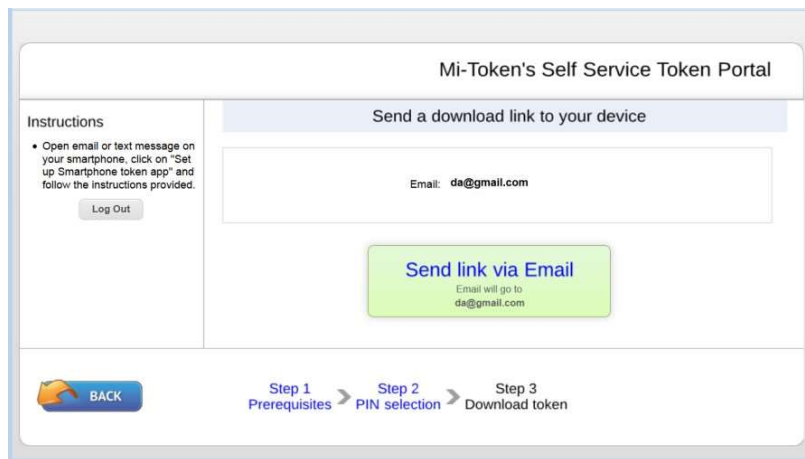 Mi-Token's Self Service Token Portal
Instructions
• Open email or text message on
your smartphone, click on "Set
up Smartphone token app" and
follow the instructions provided.
Log Out
Send a download link to your device
Email: da@gmail.com
Send link via Email
Email will go to
da@gmail.com
BACK
Step 1
Prerequisites
Step 2
PIN selection
Step 3
Download token